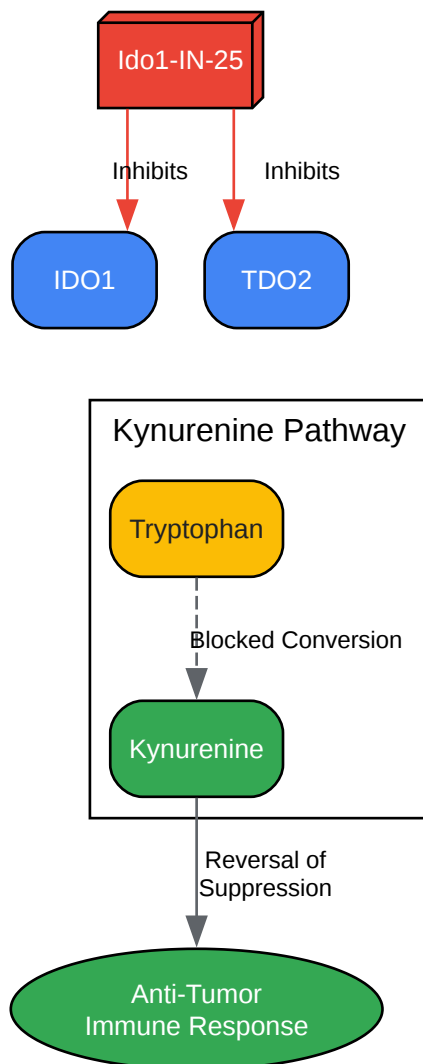 Ido1-IN-25
Inhibits
Inhibits
IDO1
TDO2
Kynurenine Pathway
Tryptophan
Blocked Conversion
Kynurenine
Reversal of
Suppression
Anti-Tumor
Immune Response